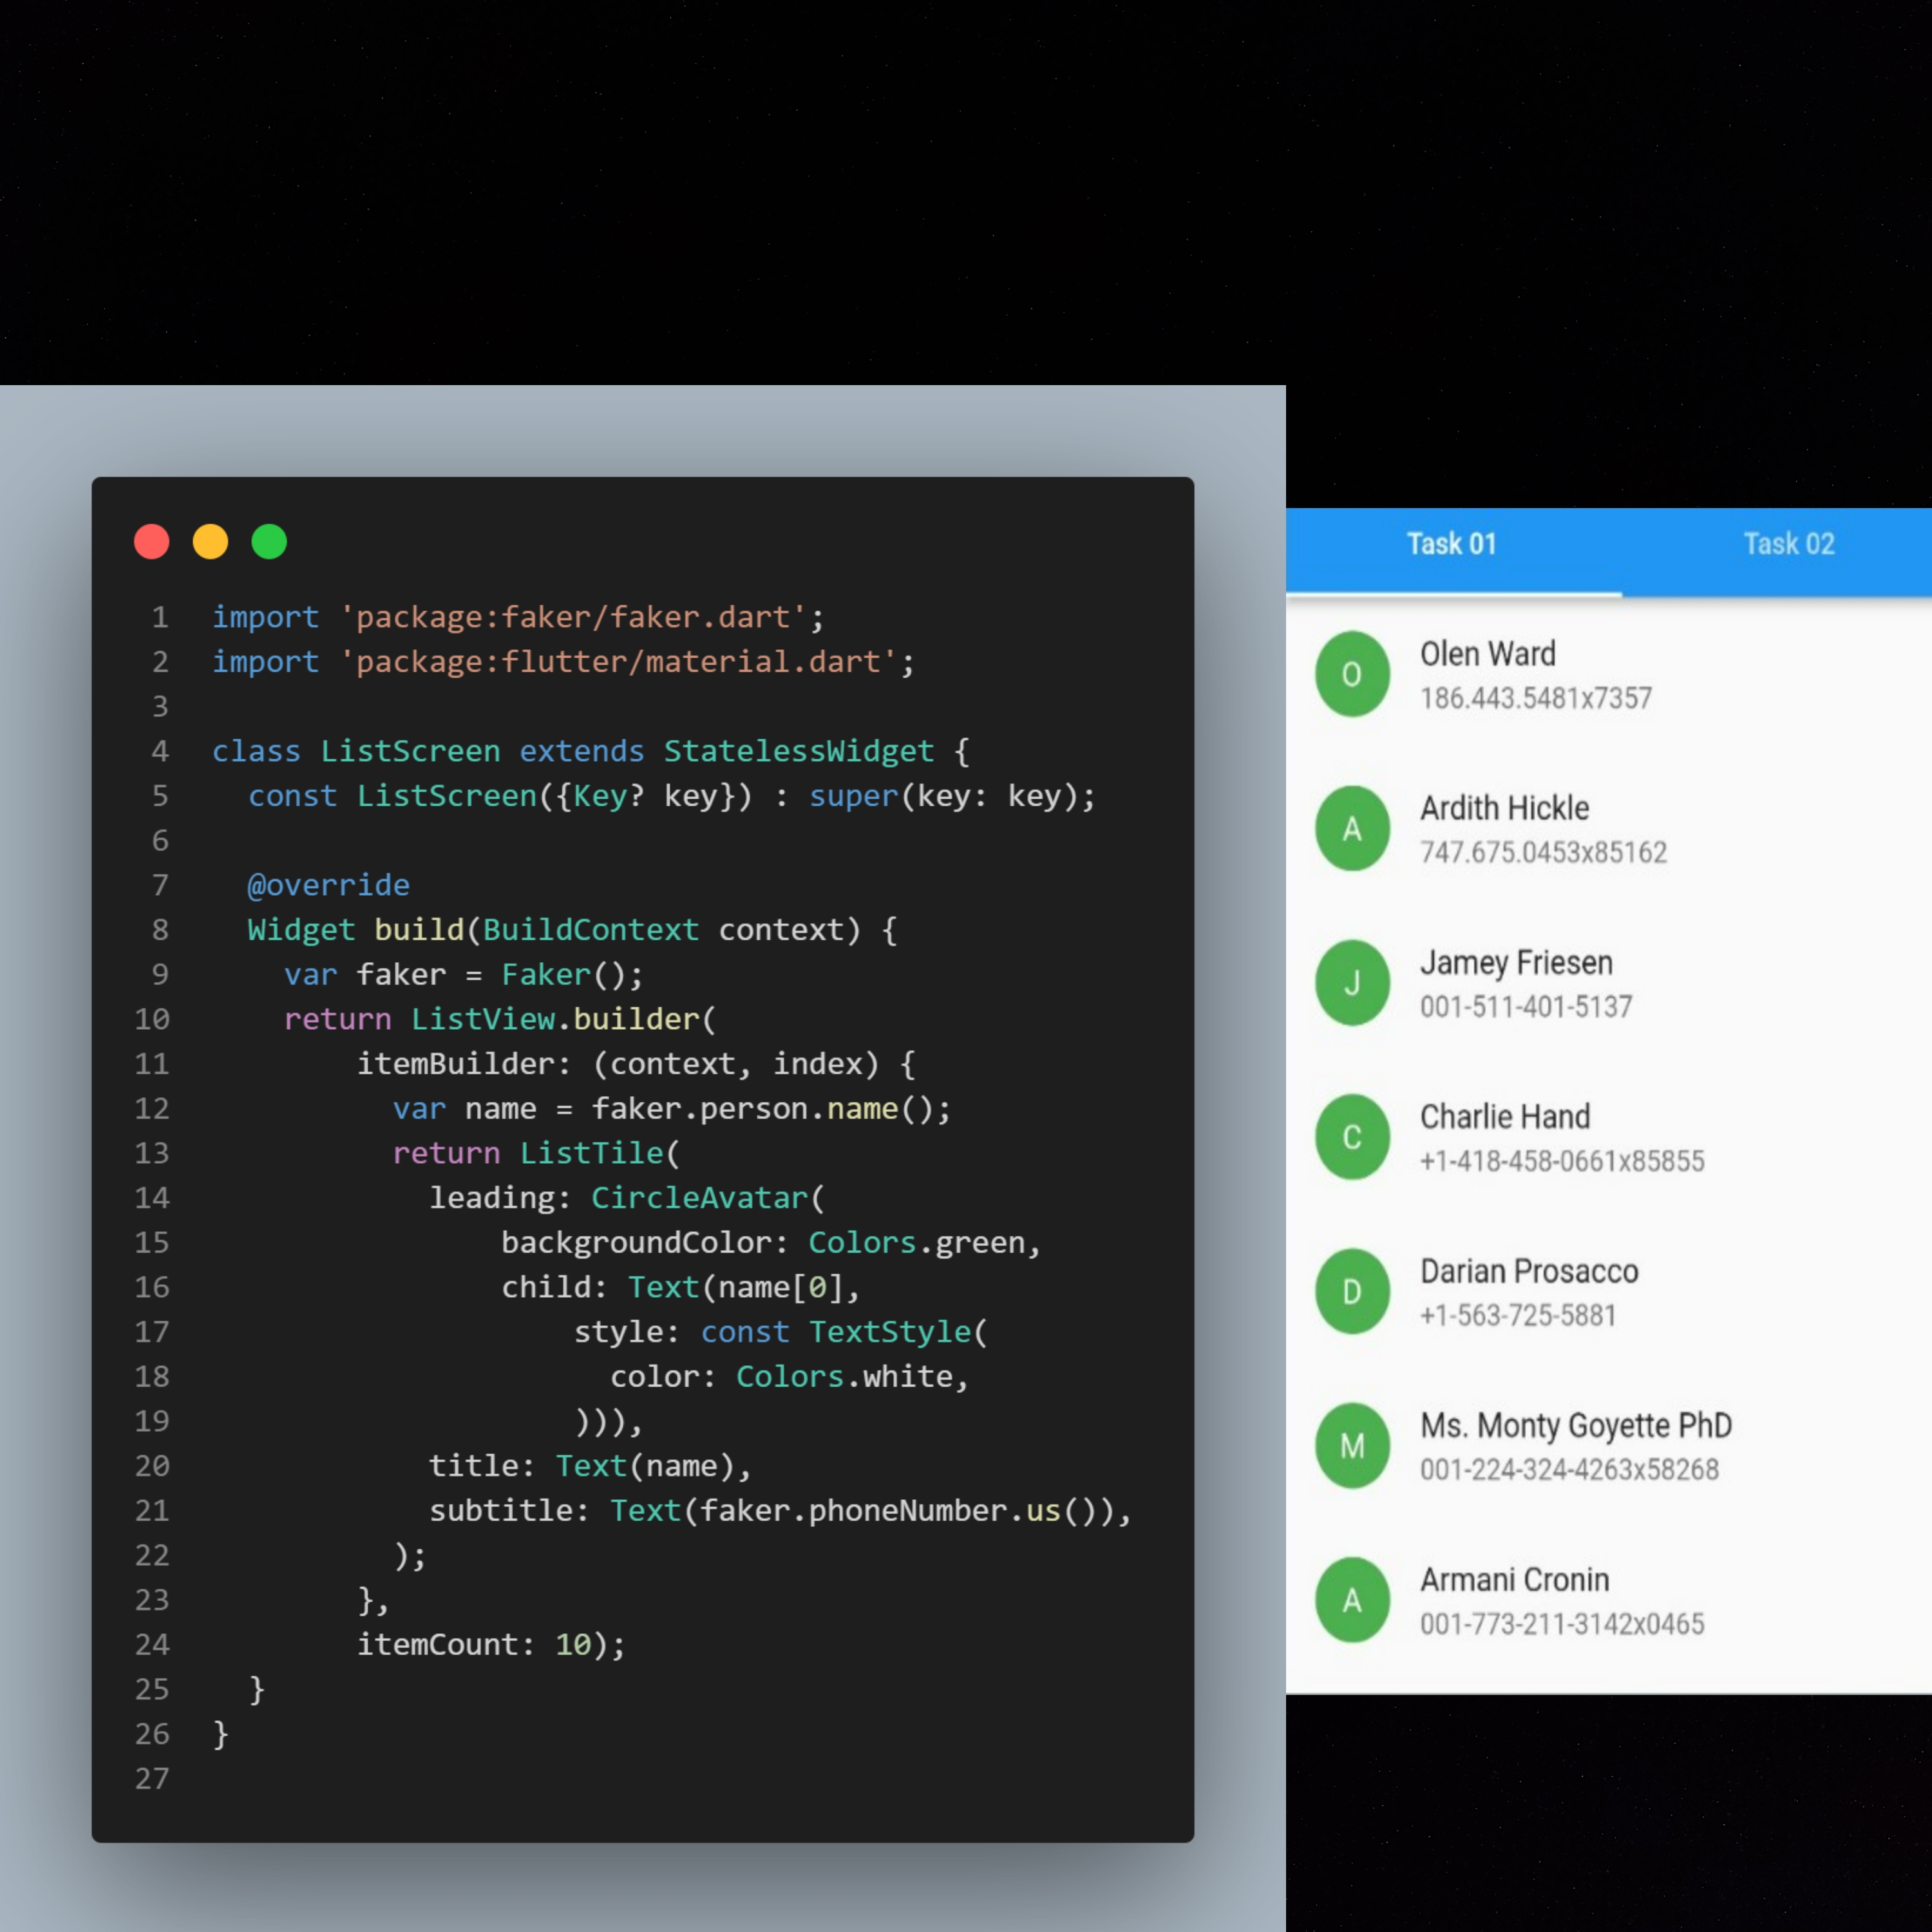 1 import 'package:faker/faker.dart';
2 import 'package:flutter/material.dart';
3
4 class ListScreen extends StatelessWidget {
5 const ListScreen({Key? key}) : super(key: key);
6
7 @override
8 Widget build(BuildContext context) {
9 var faker = Faker();
10 return ListView.builder(
11 itemBuilder: (context, index) {
12 var name = faker.person.name();
13 return ListTile(
14 leading: CircleAvatar(
15 backgroundColor: Colors.green,
16 child: Text(name[0],
17 style: const TextStyle(
18 color: Colors.white,
19 ))),
20 title: Text(name),
21 subtitle: Text(faker.phoneNumber.us()),
22 );
23 },
24 itemCount: 10);
25 }
26 }
27
Task 01 Task 02
O Olen Ward
186.443.5481x7357
A Ardith Hickle
747.675.0453x85162
J Jamey Friesen
001-511-401-5137
C Charlie Hand
+1-418-458-0661x85855
D Darian Prosacco
+1-563-725-5881
M Ms. Monty Goyette PhD
001-224-324-4263x58268
A Armani Cronin
001-773-211-3142x0465